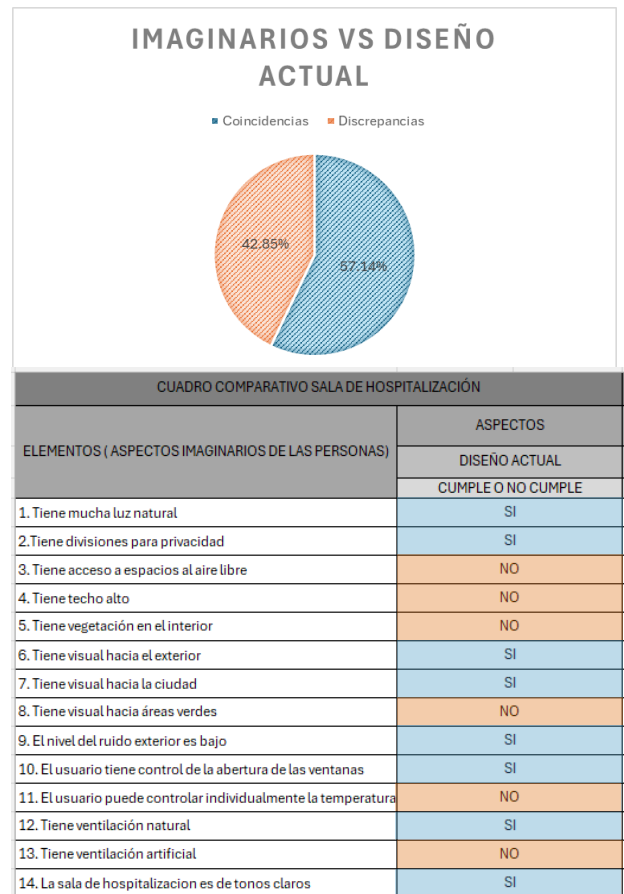 IMAGINARIOS VS DISEÑO
ACTUAL
Coincidencias Discrepancias
42.85%
57.14%
CUADRO COMPARATIVO SALA DE HOSPITALIZACIÓN
ELEMENTOS ( ASPECTOS IMAGINARIOS DE LAS PERSONAS)
ASPECTOS
DISEÑO ACTUAL
CUMPLE O NO CUMPLE
1. Tiene mucha luz natural SI
2.Tiene divisiones para privacidad SI
3. Tiene acceso a espacios al aire libre NO
4. Tiene techo alto NO
5. Tiene vegetación en el interior NO
6. Tiene visual hacia el exterior SI
7. Tiene visual hacia la ciudad SI
8. Tiene visual hacia áreas verdes NO
9. El nivel del ruido exterior es bajo SI
10. El usuario tiene control de la abertura de las ventanas SI
11. El usuario puede controlar individualmente la temperatura NO
12. Tiene ventilación natural SI
13. Tiene ventilación artificial NO
14. La sala de hospitalizacion es de tonos claros SI